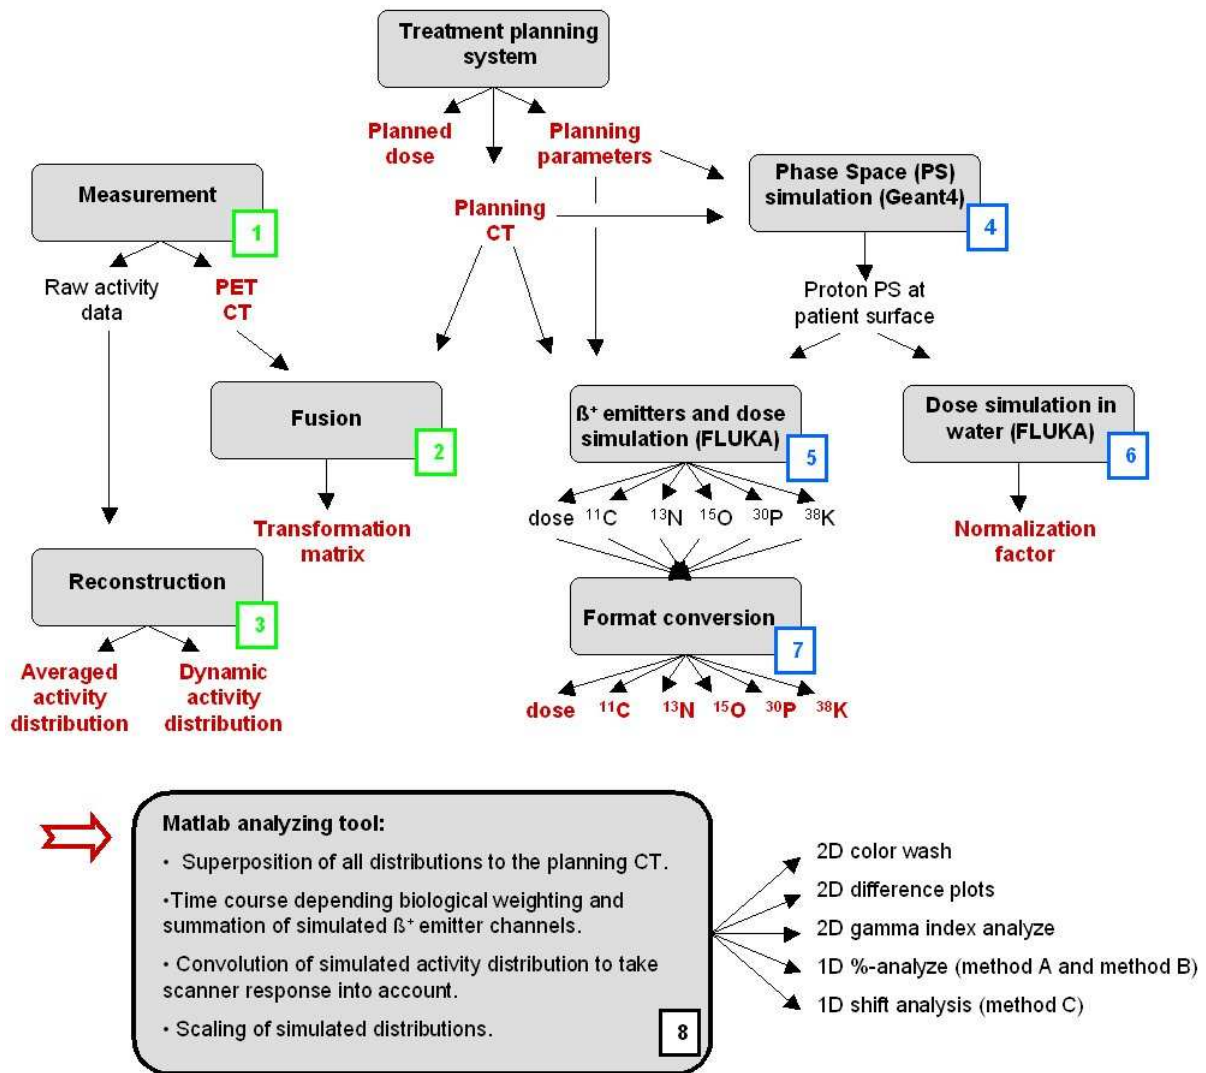 Treatment planning
system
Planned
dose
Planning
parameters
Measurement
1
Planning
CT
Phase Space (PS)
simulation (Geant4)
4
Raw activity
data
PET
CT
Proton PS at
patient surface
Fusion
2
ß⁺ emitters and dose
simulation (FLUKA)
5
Dose simulation in
water (FLUKA)
6
Transformation
matrix
dose ¹¹C ¹³N ¹⁵O ³⁰P ³⁸K
Normalization
factor
Reconstruction
3
Format conversion
7
Averaged
activity
distribution
Dynamic
activity
distribution
dose ¹¹C ¹³N ¹⁵O ³⁰P ³⁸K
Matlab analyzing tool:
• Superposition of all distributions to the planning CT.
•Time course depending biological weighting and
summation of simulated ß⁺ emitter channels.
• Convolution of simulated activity distribution to take
scanner response into account.
• Scaling of simulated distributions.
8
2D color wash
2D difference plots
2D gamma index analyze
1D %-analyze (method A and method B)
1D shift analysis (method C)